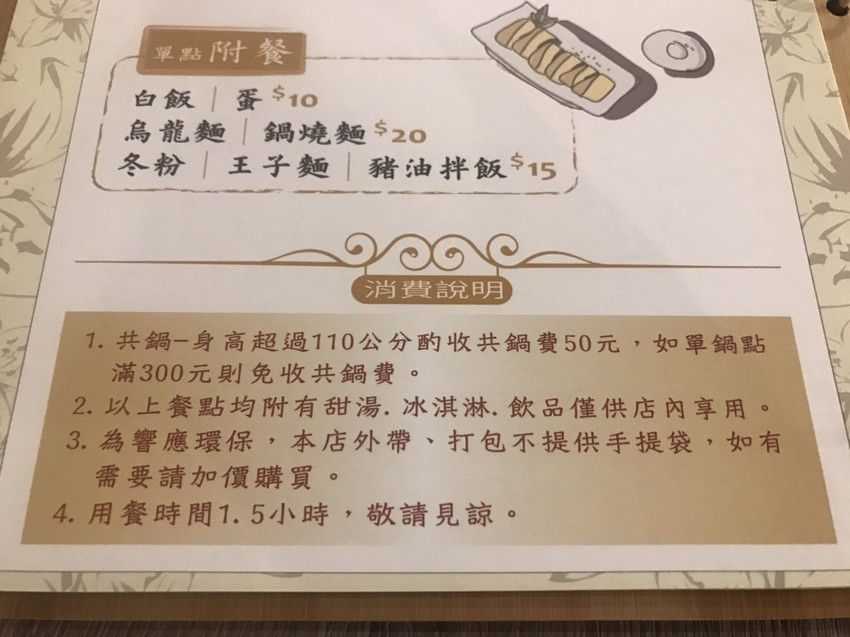 單點附餐
白飯｜蛋$10
烏龍麵｜鍋燒麵$20
冬粉｜王子麵｜豬油拌飯$15
消費說明
1. 共鍋-身高超過110公分酌收共鍋費50元，如單鍋點
滿300元則免收共鍋費。
2. 以上餐點均附有甜湯.冰淇淋.飲品僅供店內享用。
3. 為響應環保，本店外帶、打包不提供手提袋，如有
需要請加價購買。
4. 用餐時間1.5小時，敬請見諒。